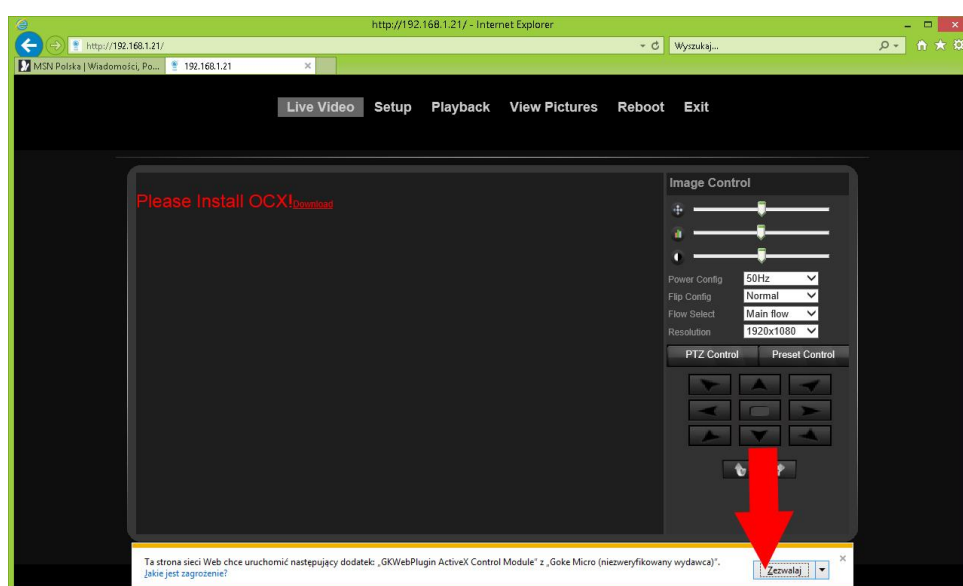 http://192.168.1.21/ - Internet Explorer
http://192.168.1.21/
Wyszukaj...
MSN Polska | Wiadomości, Po...
192.168.1.21
Live Video Setup Playback View Pictures Reboot Exit
Please Install OCX! Download
Image Control
Power Config 50Hz
Flip Config Normal
Flow Select Main flow
Resolution 1920x1080
PTZ Control Preset Control
Ta strona sieci Web chce uruchomić następujący dodatek: „GKWebPlugin ActiveX Control Module" z „Goke Micro (niezweryfikowany wydawca)".
Jakie jest zagrożenie?
Zezwalaj